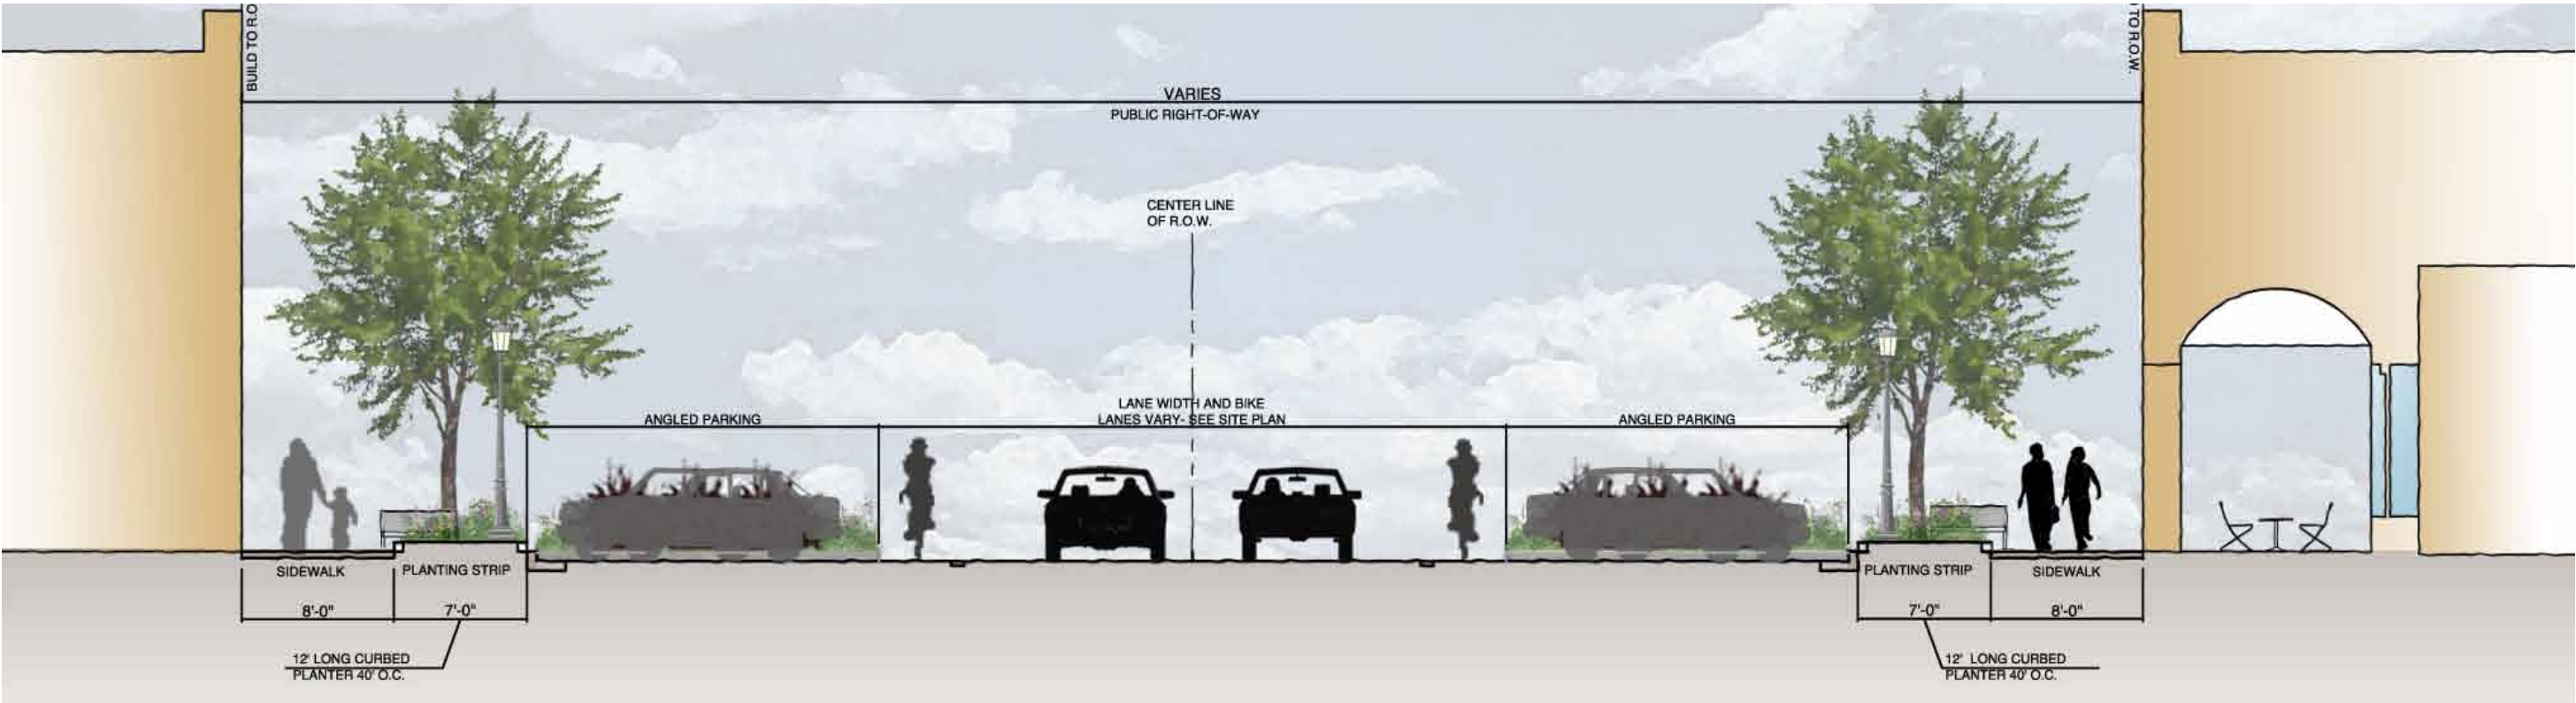 BUILD TO R.O
TO R.O.W.
VARIES
PUBLIC RIGHT-OF-WAY
CENTER LINE
OF R.O.W.
LANE WIDTH AND BIKE
LANES VARY- SEE SITE PLAN
ANGLED PARKING
ANGLED PARKING
SIDEWALK
PLANTING STRIP
PLANTING STRIP
SIDEWALK
8'-0"
7'-0"
7'-0"
8'-0"
12' LONG CURBED
PLANTER 40' O.C.
12' LONG CURBED
PLANTER 40' O.C.